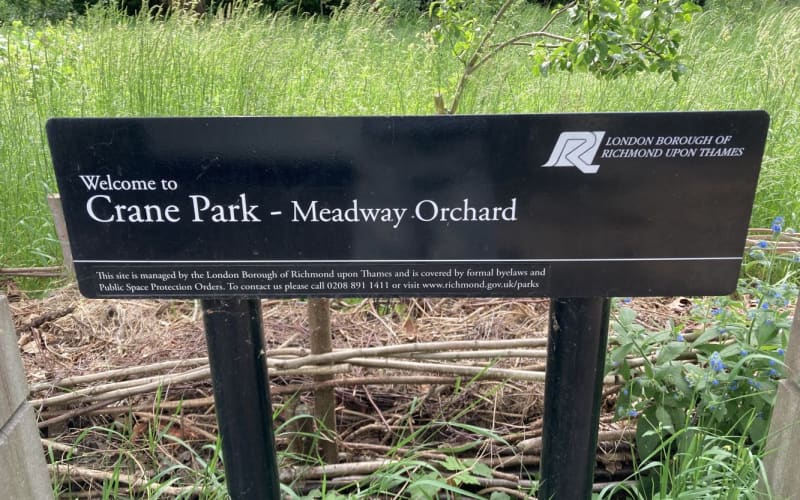 LONDON BOROUGH OF
RICHMOND UPON THAMES
Welcome to
Crane Park - Meadway Orchard
This site is managed by the London Borough of Richmond upon Thames and is covered by formal byelaws and
Public Space Protection Orders. To contact us please call 0208 891 1411 or visit www.richmond.gov.uk/parks